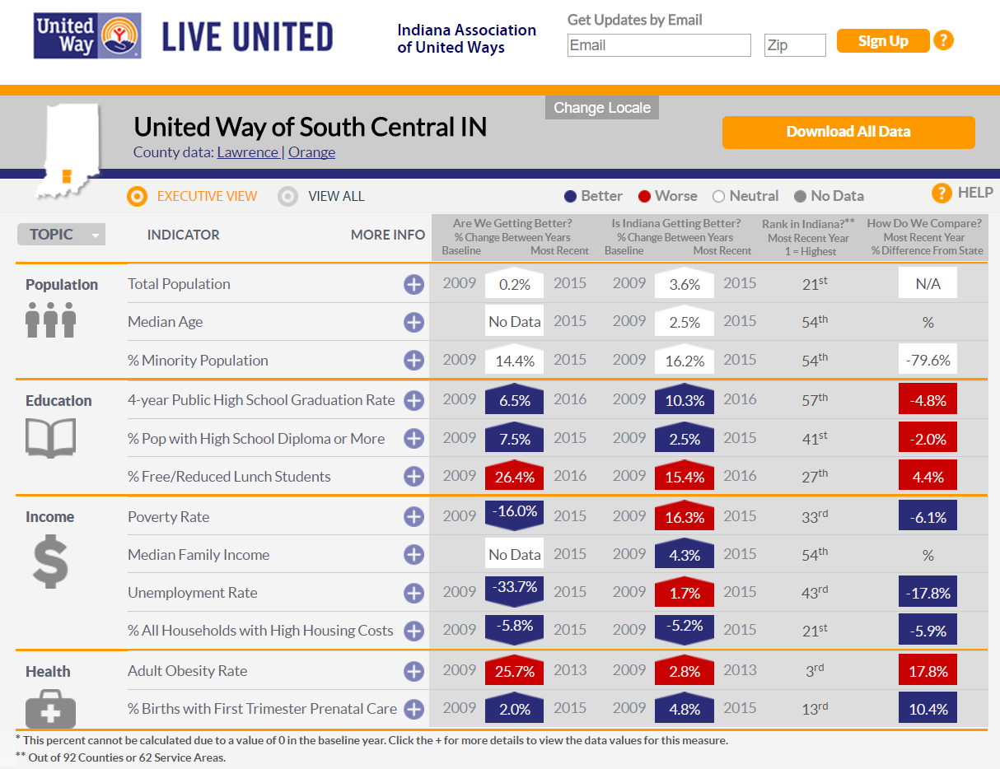 United Way
LIVE UNITED
Indiana Association
of United Ways
Get Updates by Email
Email
Zip
Sign Up
?
Change Locale
United Way of South Central IN
County data: Lawrence | Orange
Download All Data
EXECUTIVE VIEW
VIEW ALL
Better
Worse
Neutral
No Data
? HELP
TOPIC
INDICATOR
MORE INFO
Are We Getting Better?
% Change Between Years
Baseline Most Recent
Is Indiana Getting Better?
% Change Between Years
Baseline Most Recent
Rank in Indiana?**
Most Recent Year
1 = Highest
How Do We Compare?
Most Recent Year
% Difference From State
Population
Total Population 2009 0.2% 2015 2009 3.6% 2015 21st N/A
Median Age No Data 2015 2.5% 54th %
% Minority Population 2009 14.4% 2015 2009 16.2% 2015 54th -79.6%
Education
4-year Public High School Graduation Rate 2009 6.5% 2016 2009 10.3% 2016 57th -4.8%
% Pop with High School Diploma or More 2009 7.5% 2015 2009 2.5% 2015 41st -2.0%
% Free/Reduced Lunch Students 2009 26.4% 2016 2009 15.4% 2016 27th 4.4%
Income
Poverty Rate 2009 -16.0% 2015 2009 16.3% 2015 33rd -6.1%
Median Family Income No Data 2015 2009 4.3% 2015 54th %
Unemployment Rate 2009 -33.7% 2015 2009 1.7% 2015 43rd -17.8%
% All Households with High Housing Costs 2009 -5.8% 2015 2009 -5.2% 2015 21st -5.9%
Health
Adult Obesity Rate 2009 25.7% 2013 2009 2.8% 2013 3rd 17.8%
% Births with First Trimester Prenatal Care 2009 2.0% 2015 2009 4.8% 2015 13rd 10.4%
* This percent cannot be calculated due to a value of 0 in the baseline year. Click the + for more details to view the data values for this measure.
** Out of 92 Counties or 62 Service Areas.